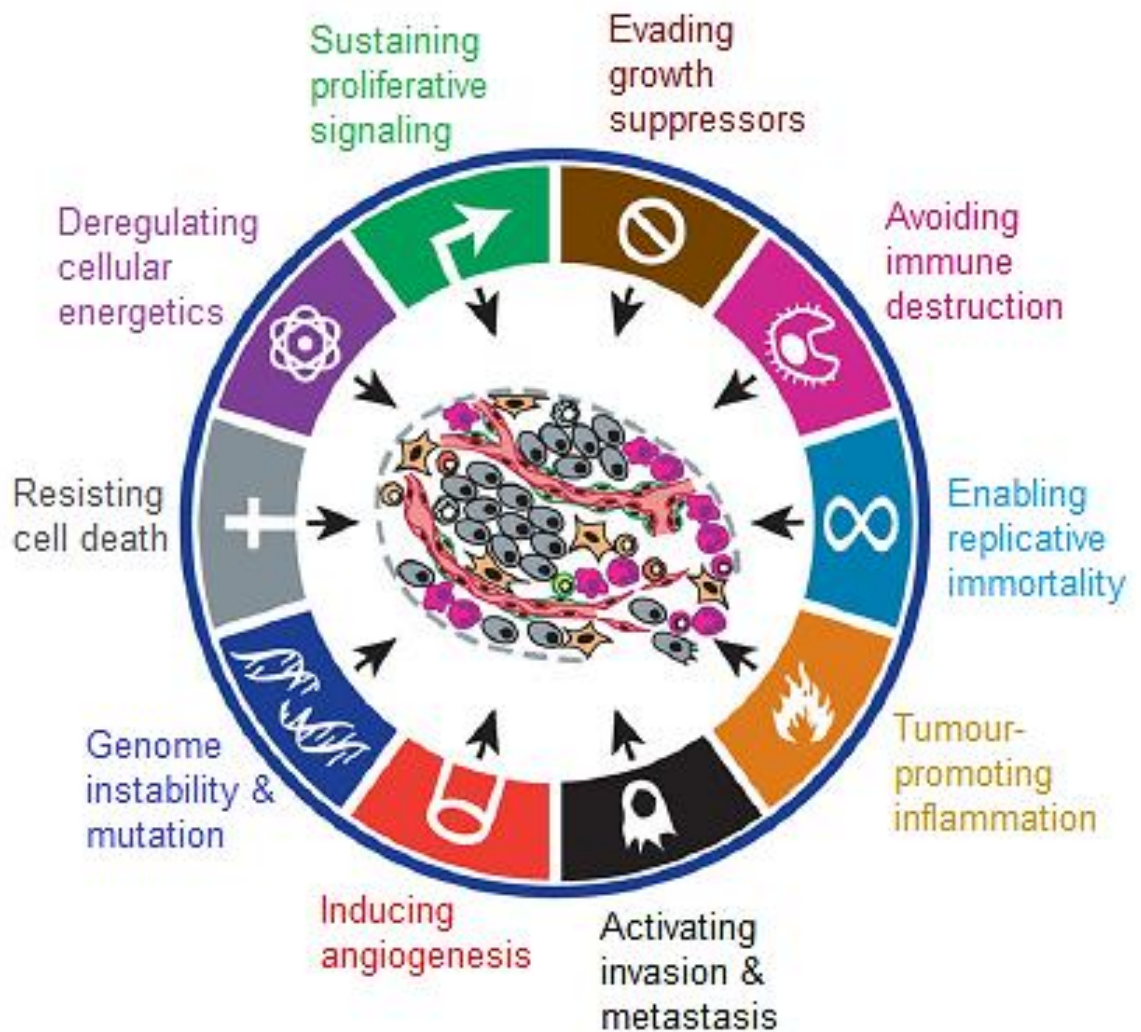 Sustaining
proliferative
signaling
Evading
growth
suppressors
Avoiding
immune
destruction
Enabling
replicative
immortality
Tumour-
promoting
inflammation
Activating
invasion &
metastasis
Inducing
angiogenesis
Genome
instability &
mutation
Resisting
cell death
Deregulating
cellular
energetics